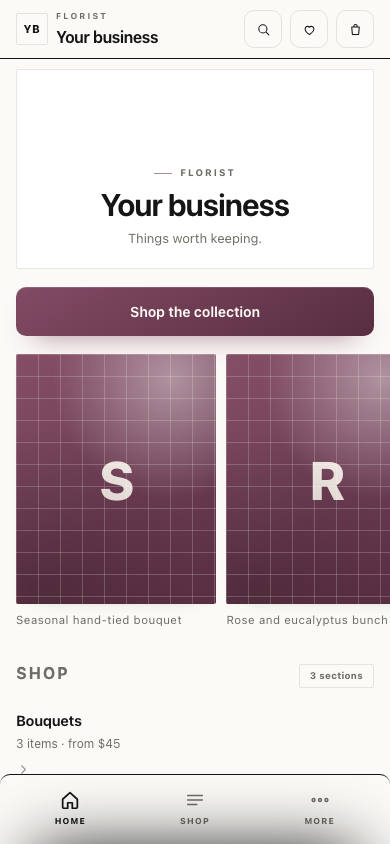 YB
FLORIST
Your business
FLORIST
Your business
Things worth keeping.
Shop the collection
S
R
Seasonal hand-tied bouquet
Rose and eucalyptus bunch
SHOP
3 sections
Bouquets
3 items · from $45
HOME
SHOP
MORE